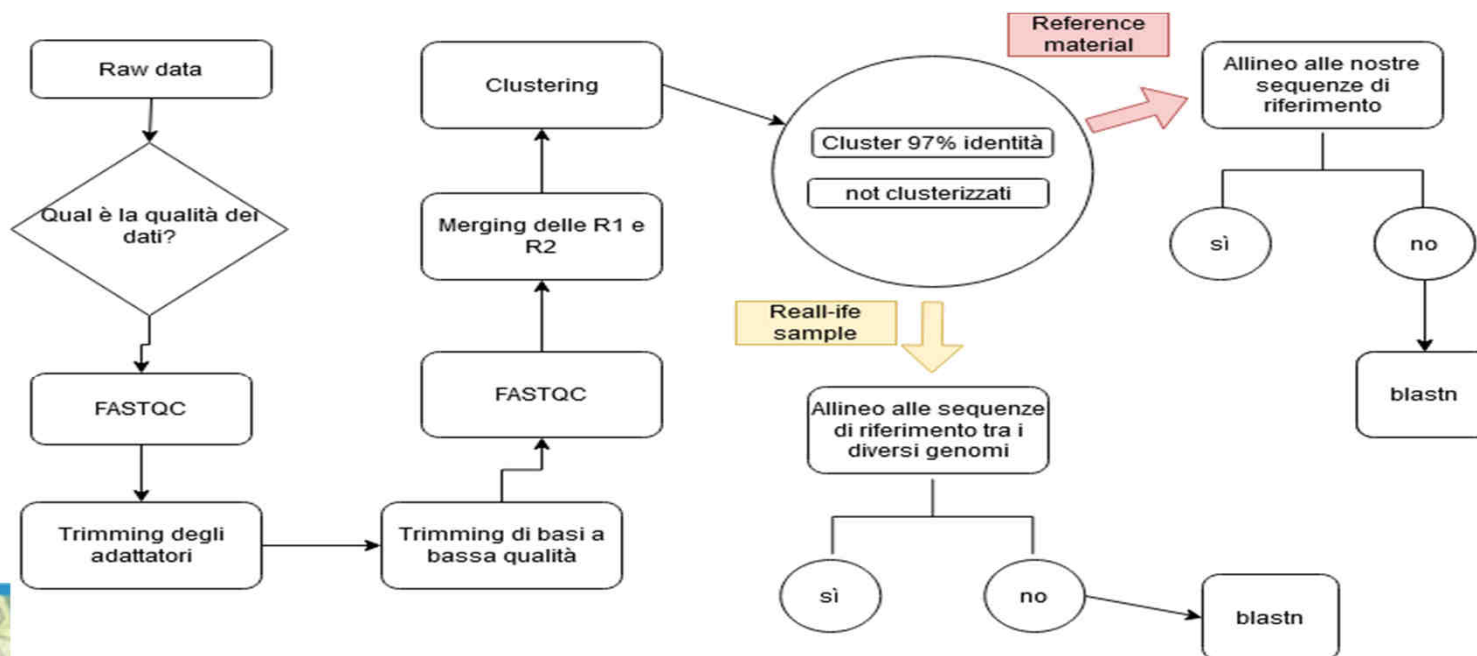 Raw data
Qual è la qualità dei
dati?
FASTQC
Trimming degli
adattatori
Trimming di basi a
bassa qualità
FASTQC
Merging delle R1 e
R2
Clustering
Cluster 97% identità
not clusterizzati
Reference
material
Allineo alle nostre
sequenze di
riferimento
sì
no
blastn
Reall-ife
sample
Allineo alle sequenze
di riferimento tra i
diversi genomi
sì
no
blastn